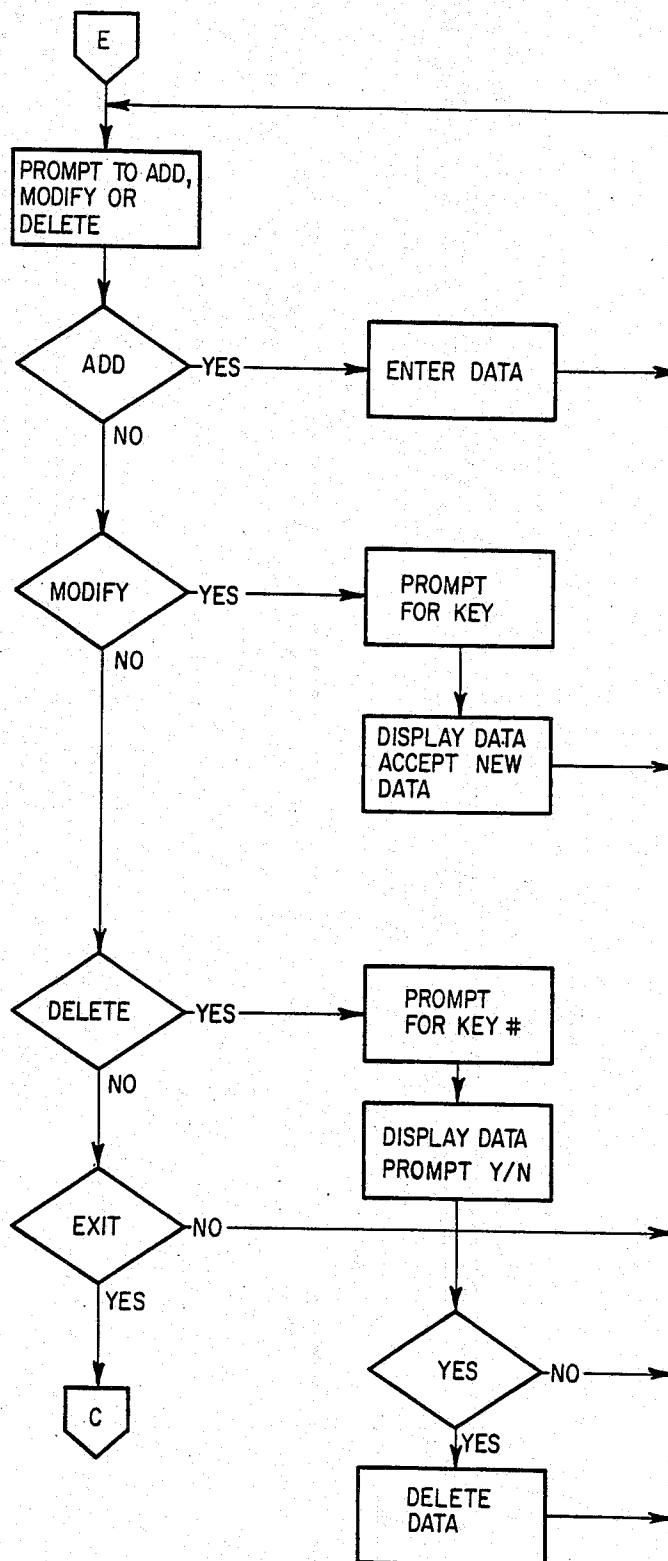 E
PROMPT TO ADD,
MODIFY OR
DELETE
ADD
YES
ENTER DATA
NO
MODIFY
YES
PROMPT
FOR KEY
NO
DISPLAY DATA
ACCEPT NEW
DATA
DELETE
YES
PROMPT
FOR KEY #
NO
DISPLAY DATA
PROMPT Y/N
EXIT
NO
YES
YES
NO
C
YES
DELETE
DATA